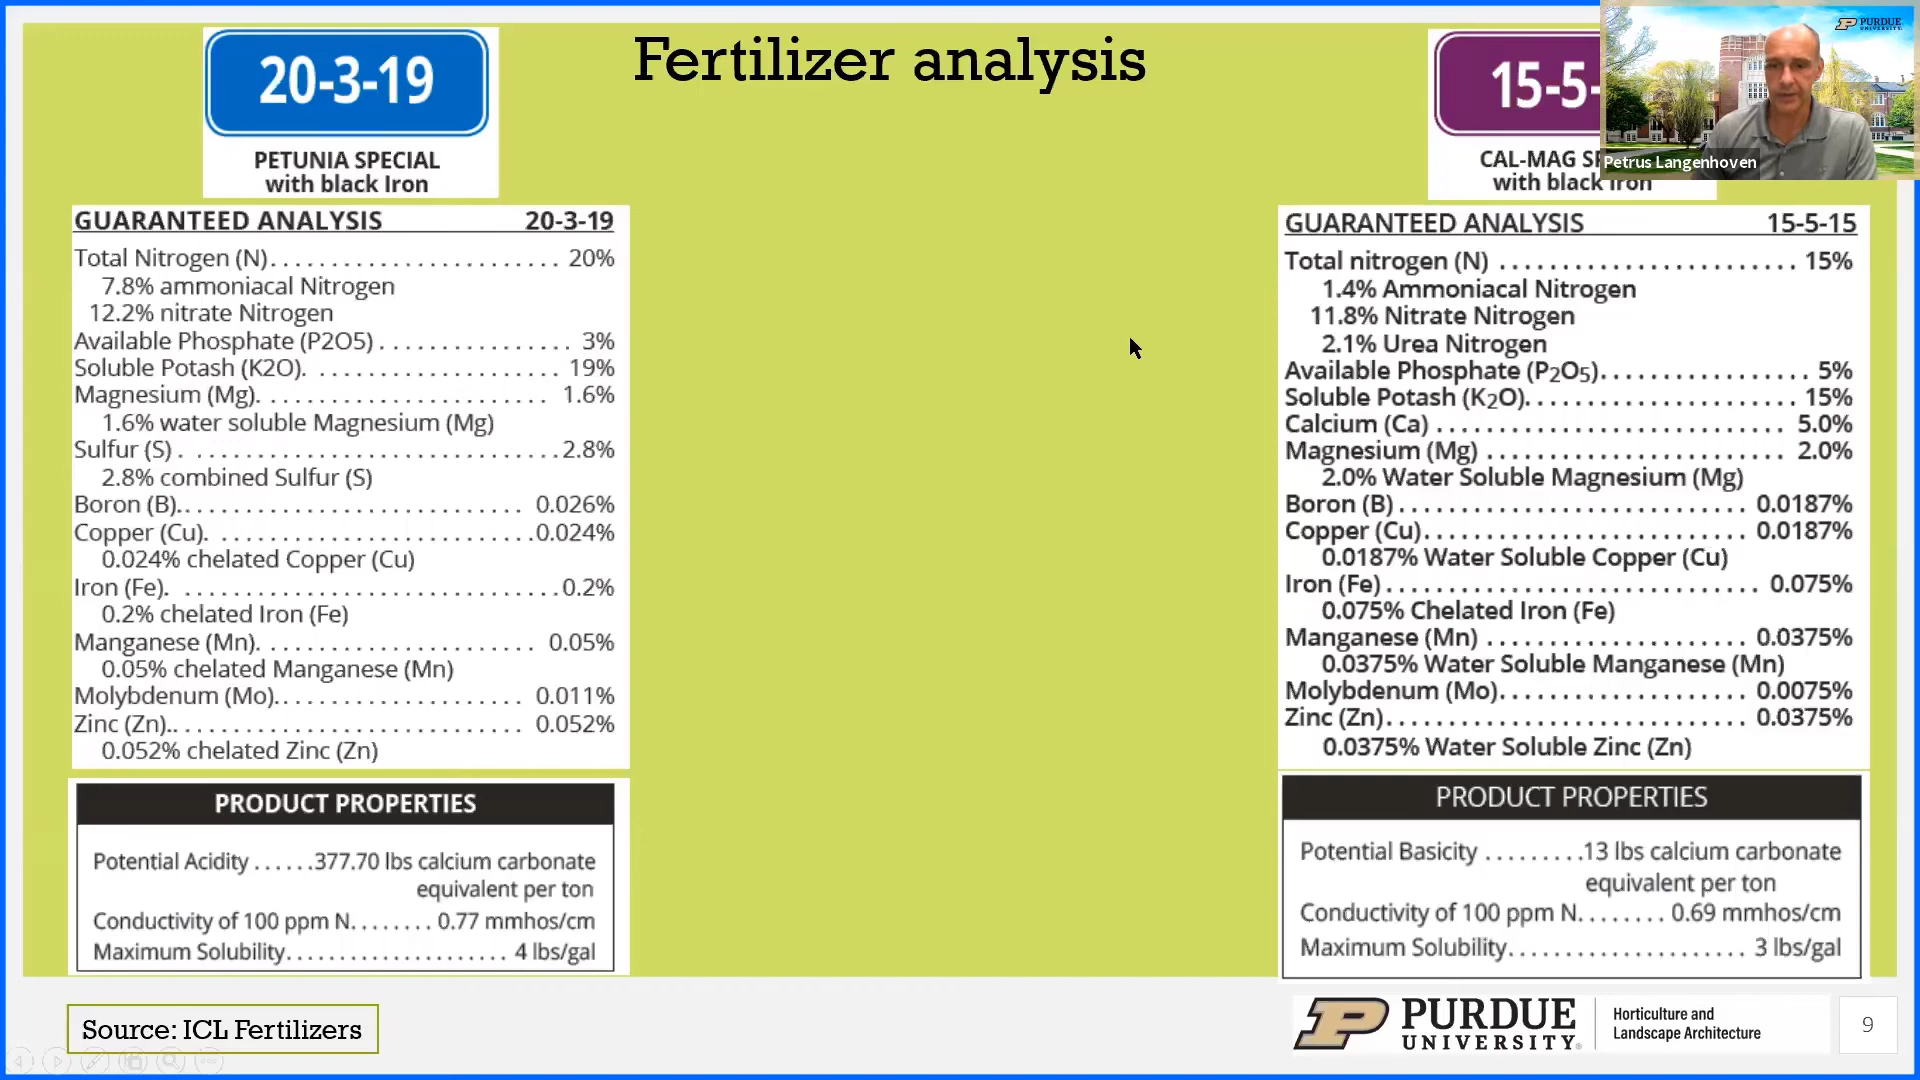 Fertilizer analysis
20-3-19
PETUNIA SPECIAL
with black Iron
GUARANTEED ANALYSIS 20-3-19
Total Nitrogen (N)........................ 20%
7.8% ammoniacal Nitrogen
12.2% nitrate Nitrogen
Available Phosphate (P2O5)................ 3%
Soluble Potash (K2O). .................... 19%
Magnesium (Mg)........................ 1.6%
1.6% water soluble Magnesium (Mg)
Sulfur (S) . ..........................2.8%
2.8% combined Sulfur (S)
Boron (B)............................ 0.026%
Copper (Cu). ........................0.024%
0.024% chelated Copper (Cu)
Iron (Fe). ............................0.2%
0.2% chelated Iron (Fe)
Manganese (Mn)...................... 0.05%
0.05% chelated Manganese (Mn)
Molybdenum (Mo)................... 0.011%
Zinc (Zn)............................ 0.052%
0.052% chelated Zinc (Zn)
PRODUCT PROPERTIES
Potential Acidity ......377.70 lbs calcium carbonate
equivalent per ton
Conductivity of 100 ppm N........ 0.77 mmhos/cm
Maximum Solubility..................... 4 lbs/gal
15-5-
CAL-MAG SP
with black Iron
GUARANTEED ANALYSIS 15-5-15
Total nitrogen (N) ........................ 15%
1.4% Ammoniacal Nitrogen
11.8% Nitrate Nitrogen
2.1% Urea Nitrogen
Available Phosphate (P2O5)................. 5%
Soluble Potash (K2O)...................... 15%
Calcium (Ca) ............................ 5.0%
Magnesium (Mg) ........................ 2.0%
2.0% Water Soluble Magnesium (Mg)
Boron (B)............................ 0.0187%
Copper (Cu).......................... 0.0187%
0.0187% Water Soluble Copper (Cu)
Iron (Fe).............................. 0.075%
0.075% Chelated Iron (Fe)
Manganese (Mn) ..................... 0.0375%
0.0375% Water Soluble Manganese (Mn)
Molybdenum (Mo).................... 0.0075%
Zinc (Zn)............................. 0.0375%
0.0375% Water Soluble Zinc (Zn)
PRODUCT PROPERTIES
Potential Basicity .........13 lbs calcium carbonate
equivalent per ton
Conductivity of 100 ppm N........ 0.69 mmhos/cm
Maximum Solubility.................... 3 lbs/gal
PURDUE
UNIVERSITY
Petrus Langenhoven
Source: ICL Fertilizers
PURDUE
UNIVERSITY
Horticulture and
Landscape Architecture
9